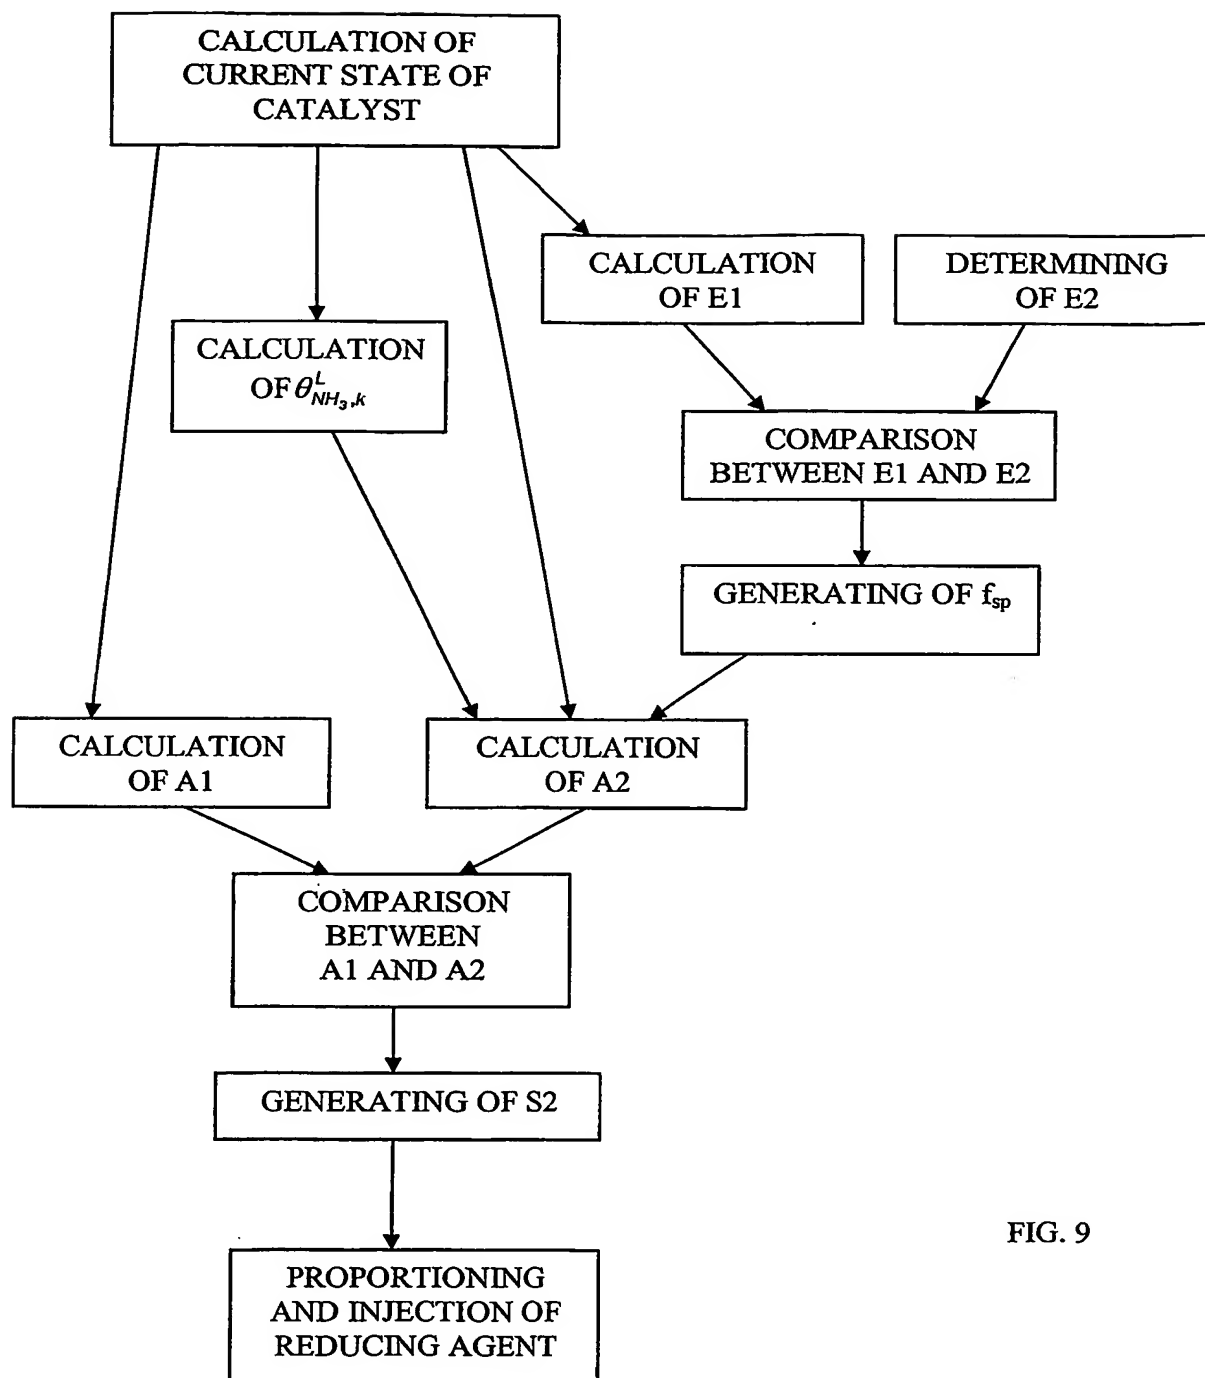 CALCULATION OF
CURRENT STATE OF
CATALYST
CALCULATION
OF E1
DETERMINING
OF E2
CALCULATION
OF θ^L_{NH₃,k}
COMPARISON
BETWEEN E1 AND E2
GENERATING OF f_{sp}
CALCULATION
OF A1
CALCULATION
OF A2
COMPARISON
BETWEEN
A1 AND A2
GENERATING OF S2
PROPORTIONING
AND INJECTION OF
REDUCING AGENT
FIG. 9